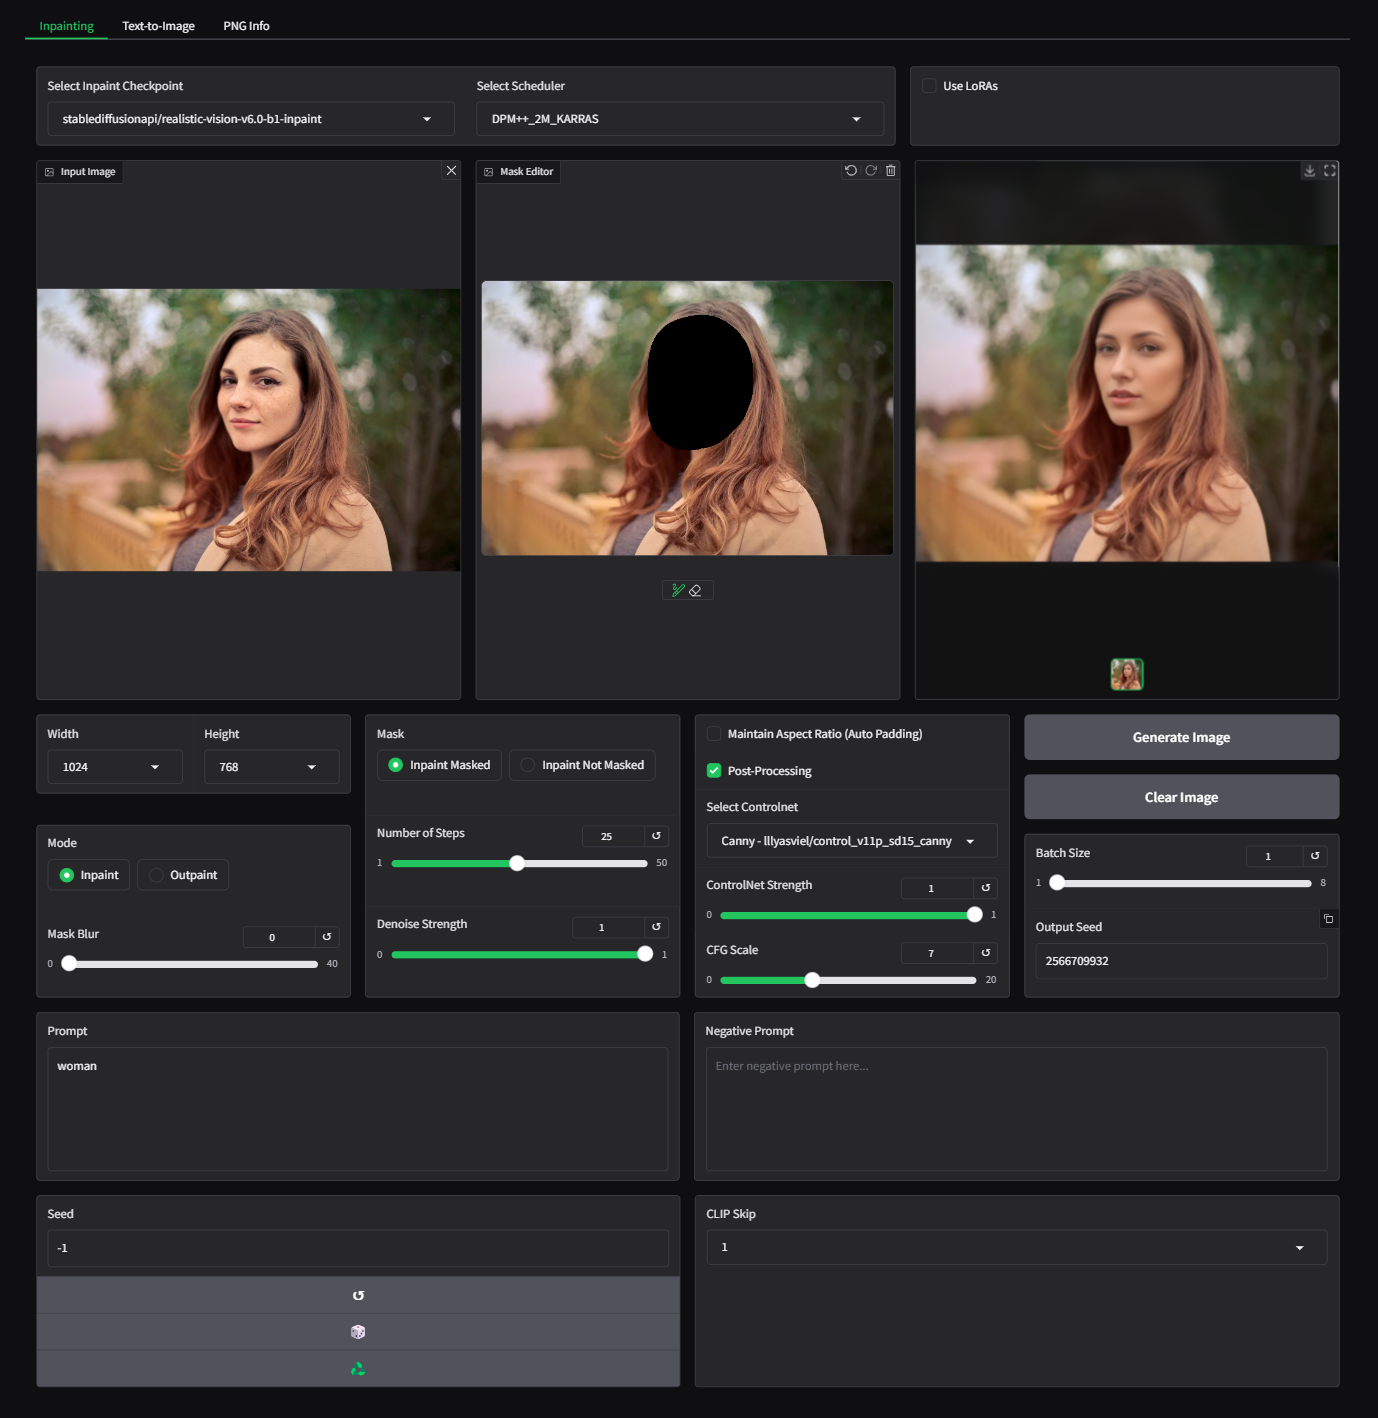 Inpainting Text-to-Image PNG Info
Select Inpaint Checkpoint
stablediffusionapi/realistic-vision-v6.0-b1-inpaint
Select Scheduler
DPM++_2M_KARRAS
Use LoRAs
Input Image
Mask Editor
Width
1024
Height
768
Mode
Inpaint Outpaint
Mask Blur
0
0 40
Mask
Inpaint Masked Inpaint Not Masked
Number of Steps
25
1 50
Denoise Strength
1
0 1
Maintain Aspect Ratio (Auto Padding)
Post-Processing
Select Controlnet
Canny - lllyasviel/control_v11p_sd15_canny
ControlNet Strength
1
0 1
CFG Scale
7
0 20
Generate Image
Clear Image
Batch Size
1
1 8
Output Seed
2566709932
Prompt
woman
Negative Prompt
Enter negative prompt here...
Seed
-1
CLIP Skip
1